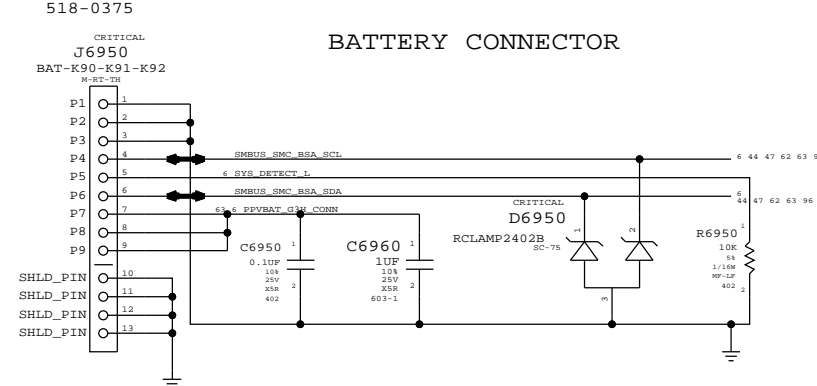 518-0375
CRITICAL
J6950
BAT-K90-K91-K92
M-RT-TH
BATTERY CONNECTOR
P1 1
P2 2
P3 3
P4 4 SMBUS_SMC_BSA_SCL 6 44 47 62 63 9
P5 5 6 SYS_DETECT_L
P6 6 SMBUS_SMC_BSA_SDA 6
44 47 62 63 96
P7 7 63 6 PPVBAT_G3H_CONN
P8 8
P9 9
SHLD_PIN 10
SHLD_PIN 11
SHLD_PIN 12
SHLD_PIN 13
C6950 1
0.1UF
10%
25V
X5R 2
402
C6960 1
1UF
10%
25V
X5R 2
603-1
CRITICAL
D6950
RCLAMP2402B
SC-75
1
2
3
R6950 1
10K
5%
1/16W
MF-LF
402 2